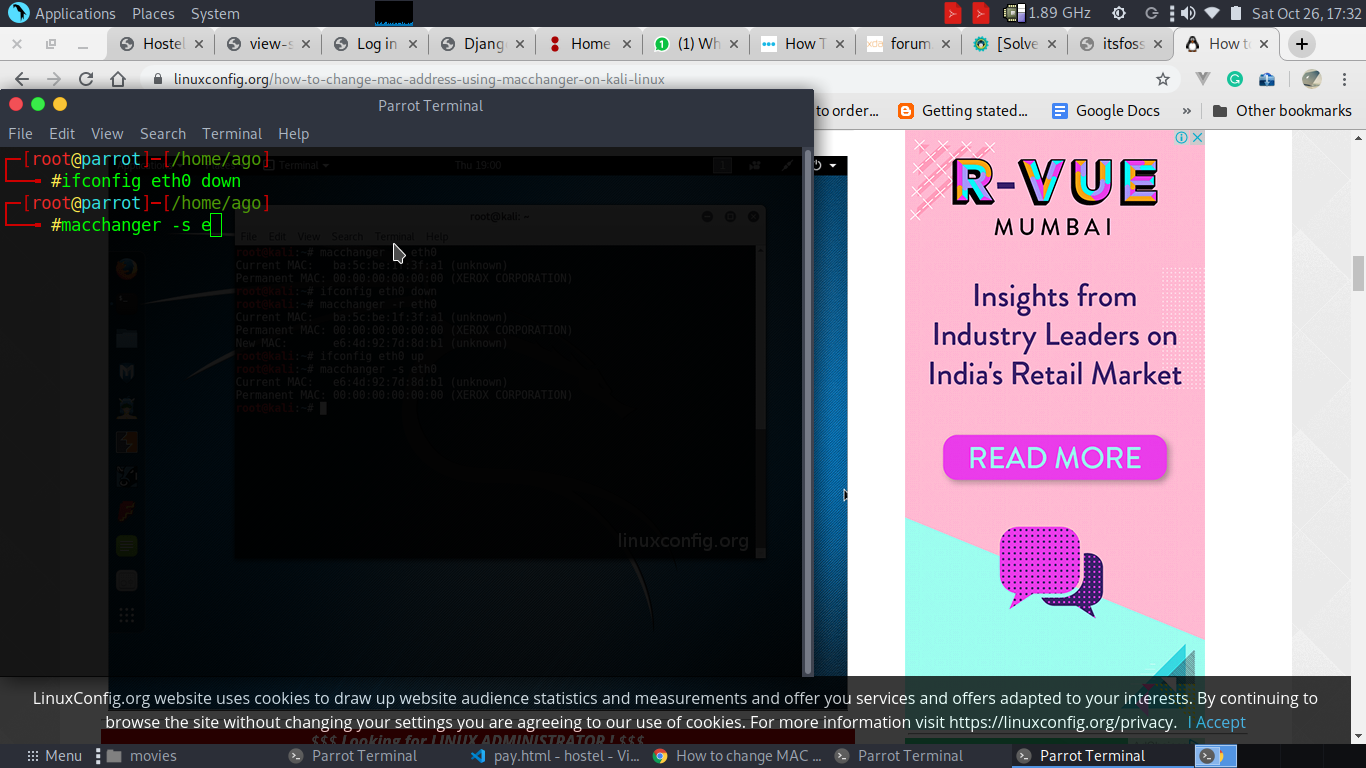 Applications Places System 1.89 GHz Sat Oct 26, 17:32
Hostel view-s Log in Djang Home (1) Wh How T forum. [Solve itsfoss How to
linuxconfig.org/how-to-change-mac-address-using-macchanger-on-kali-linux
to order... Getting started... Google Docs » Other bookmarks
Parrot Terminal
File Edit View Search Terminal Help
[root@parrot]─[/home/ago]
#ifconfig eth0 down
[root@parrot]─[/home/ago]
#macchanger -s e
Terminal Thu 19:00 1
root@kali: ~
File Edit View Search Terminal Help
root@kali:~# macchanger eth0
Current MAC: ba:5c:be:1f:3f:a1 (unknown)
Permanent MAC: 00:00:00:00:00:00 (XEROX CORPORATION)
root@kali:~# ifconfig eth0 down
root@kali:~# macchanger -r eth0
Current MAC: ba:5c:be:1f:3f:a1 (unknown)
Permanent MAC: 00:00:00:00:00:00 (XEROX CORPORATION)
New MAC: e6:4d:92:7d:8d:b1 (unknown)
root@kali:~# ifconfig eth0 up
root@kali:~# macchanger -s eth0
Current MAC: e6:4d:92:7d:8d:b1 (unknown)
Permanent MAC: 00:00:00:00:00:00 (XEROX CORPORATION)
root@kali:~#
linuxconfig.org
R-VUE
MUMBAI
Insights from
Industry Leaders on
India's Retail Market
READ MORE
LinuxConfig.org website uses cookies to draw up website audience statistics and measurements and offer you services and offers adapted to your interests. By continuing to
browse the site without changing your settings you are agreeing to our use of cookies. For more information visit https://linuxconfig.org/privacy. I Accept
$$$ Looking for LINUX ADMINISTRATOR ! $$$
Menu movies Parrot Terminal pay.html - hostel - Vi... How to change MAC ... Parrot Terminal Parrot Terminal